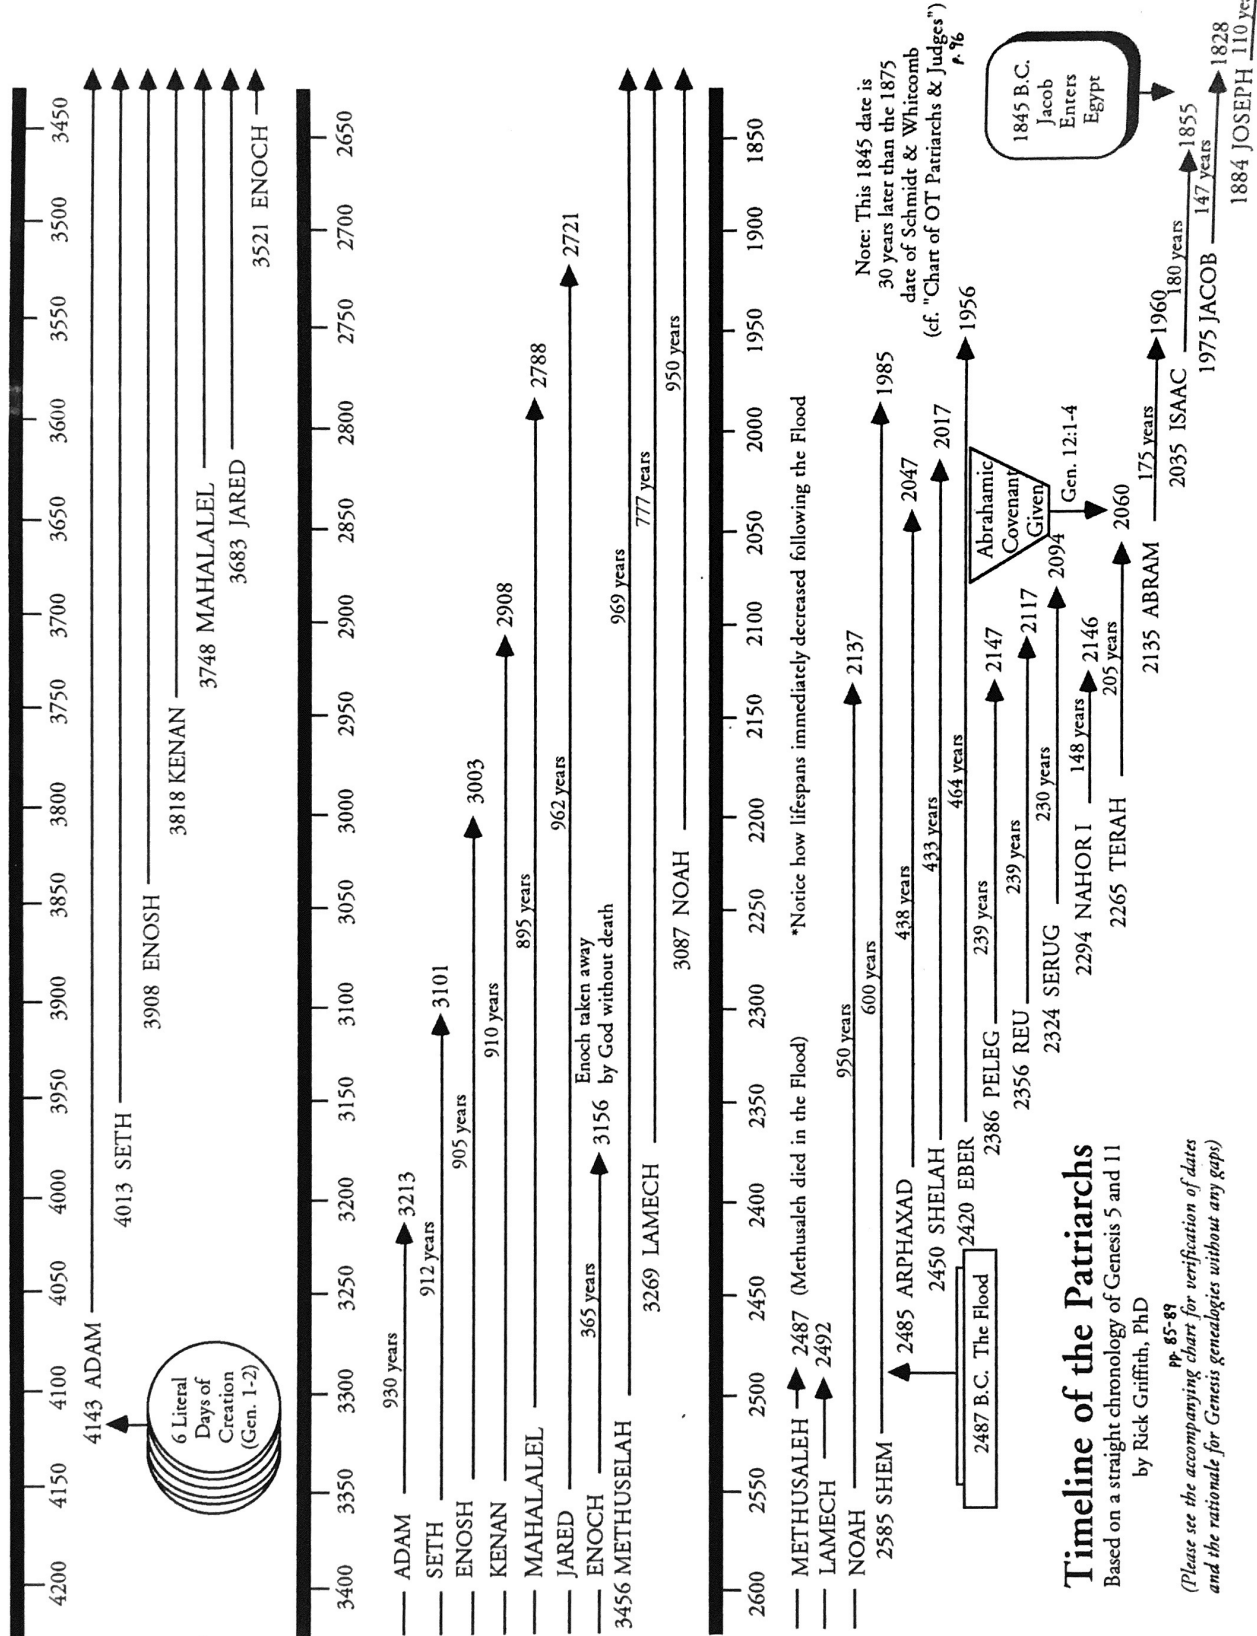 4200 4150 4100 4050 4000 3950 3900 3850 3800 3750 3700 3650 3600 3550 3500 3450
4143 ADAM
4013 SETH
3908 ENOSH
3818 KENAN
3748 MAHALALEL
3683 JARED
3521 ENOCH
6 Literal
Days of
Creation
(Gen. 1-2)
3400 3350 3300 3250 3200 3150 3100 3050 3000 2950 2900 2850 2800 2750 2700 2650
ADAM 930 years 3213
SETH 912 years 3101
ENOSH 905 years 3003
KENAN 910 years 2908
MAHALALEL 895 years 2788
JARED 962 years 2721
ENOCH 365 years 3156
Enoch taken away
by God without death
3456 METHUSELAH 969 years
3269 LAMECH 777 years
3087 NOAH 950 years
2600 2550 2500 2450 2400 2350 2300 2250 2200 2150 2100 2050 2000 1950 1900 1850
METHUSALEH 2487 (Methusaleh died in the Flood)
*Notice how lifespans immediately decreased following the Flood
LAMECH 2492
NOAH 950 years 2137
2585 SHEM 600 years 1985
2485 ARPHAXAD 438 years 2047
2450 SHELAH 433 years 2017
2420 EBER 464 years 1956
2386 PELEG 239 years 2147
2356 REU 239 years 2117
2324 SERUG 230 years 2094
2294 NAHOR I 148 years 2146
2265 TERAH 205 years 2060
2135 ABRAM 175 years 1960
2035 ISAAC 180 years 1855
1975 JACOB 147 years 1828
1884 JOSEPH 110
2487 B.C. The Flood
Abrahamic
Covenant
Given
Gen. 12:1-4
Note: This 1845 date is
30 years later than the 1875
date of Schmidt & Whitcomb
(cf. "Chart of OT Patriarchs & Judges")
p. 96
1845 B.C.
Jacob
Enters
Egypt
Timeline of the Patriarchs
Based on a straight chronology of Genesis 5 and 11
by Rick Griffith, PhD
pp. 85-89
(Please see the accompanying chart for verification of dates
and the rationale for Genesis genealogies without any gaps)